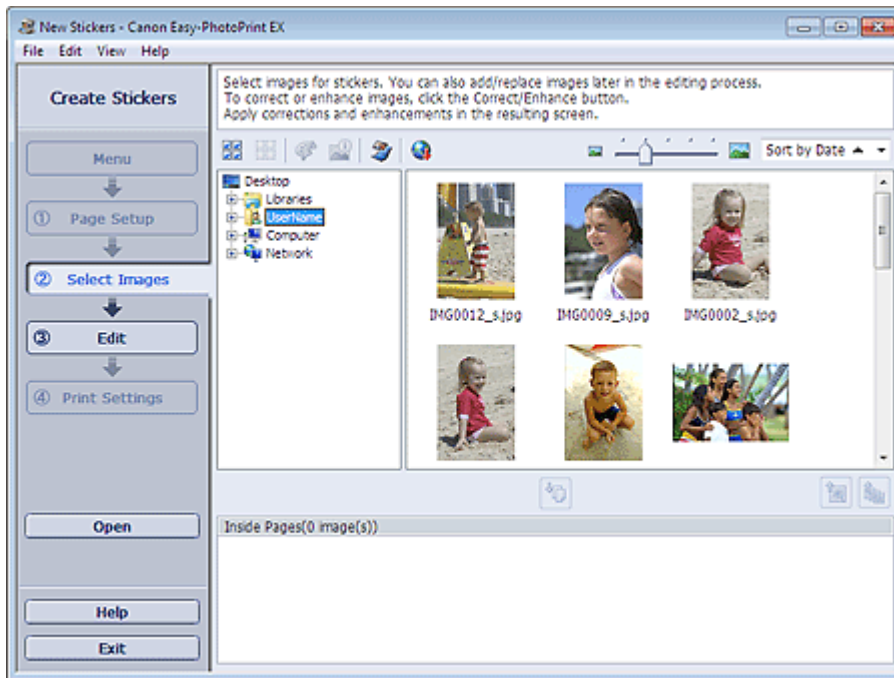 New Stickers - Canon Easy-PhotoPrint EX
File Edit View Help
Create Stickers
Menu
① Page Setup
② Select Images
③ Edit
④ Print Settings
Open
Help
Exit
Select images for stickers. You can also add/replace images later in the editing process.
To correct or enhance images, click the Correct/Enhance button.
Apply corrections and enhancements in the resulting screen.
Sort by Date
Desktop
Libraries
UserName
Computer
Network
IMG0012_s.jpg IMG0009_s.jpg IMG0002_s.jpg
Inside Pages(0 image(s))